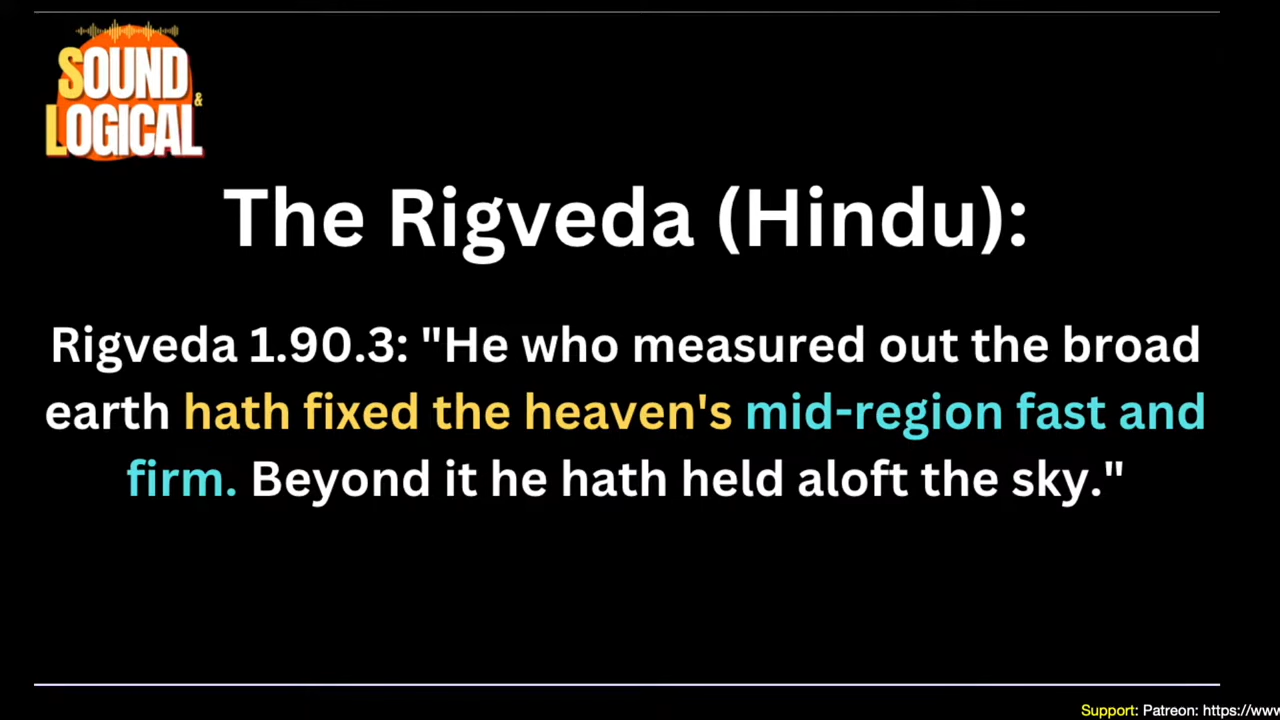 SOUND
&
LOGICAL
The Rigveda (Hindu):
Rigveda 1.90.3: "He who measured out the broad
earth hath fixed the heaven's mid-region fast and
firm. Beyond it he hath held aloft the sky."
Support: Patreon: https://www